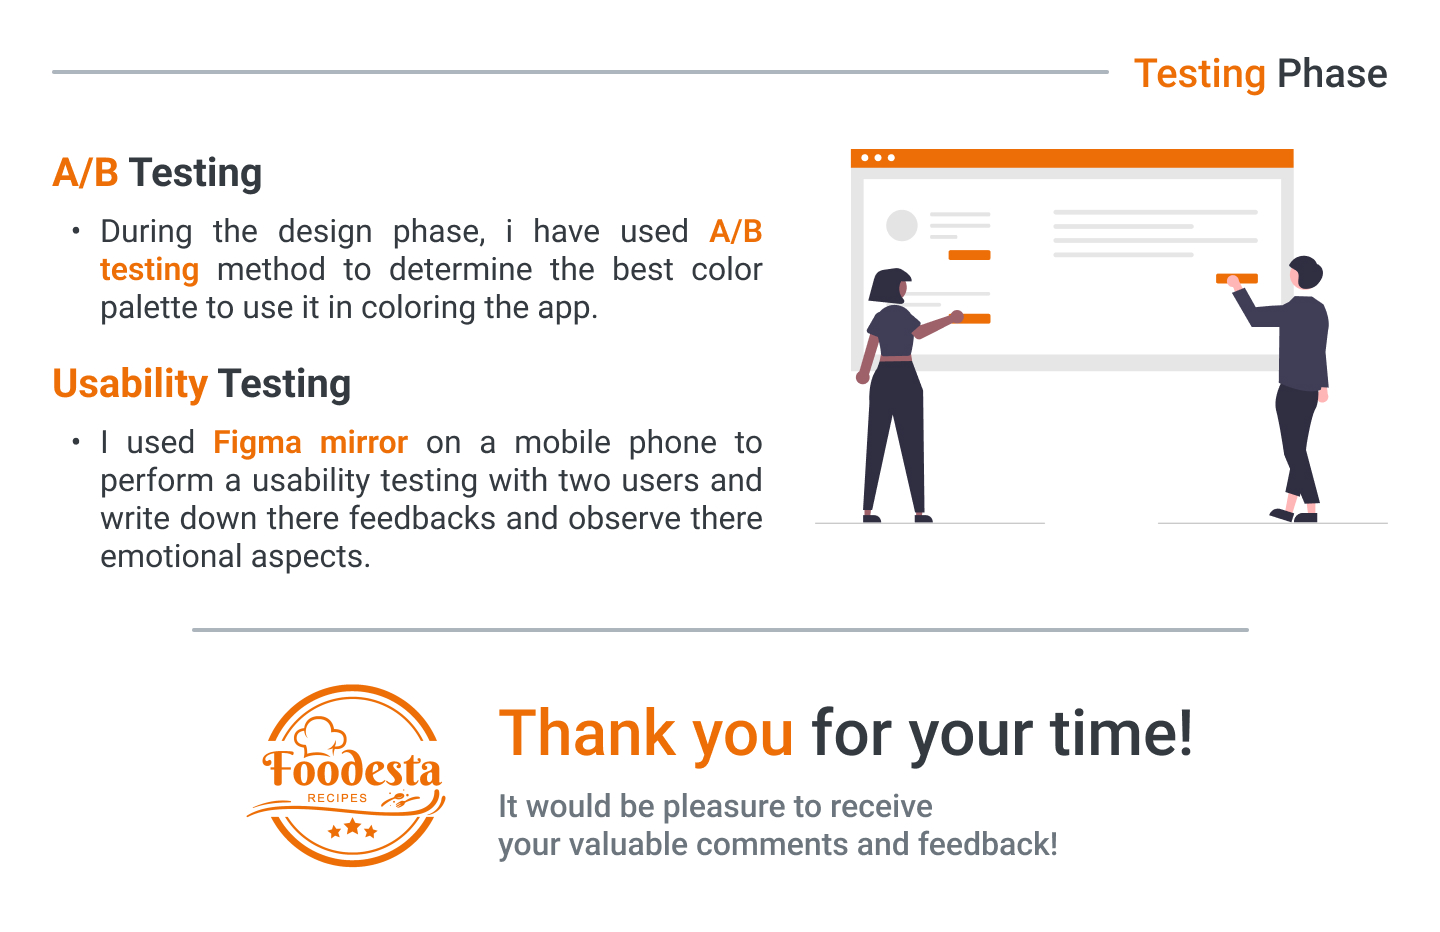 Testing Phase
A/B Testing
• During the design phase, i have used A/B
testing method to determine the best color
palette to use it in coloring the app.
Usability Testing
• I used Figma mirror on a mobile phone to
perform a usability testing with two users and
write down there feedbacks and observe there
emotional aspects.
Foodesta
RECIPES
Thank you for your time!
It would be pleasure to receive
your valuable comments and feedback!